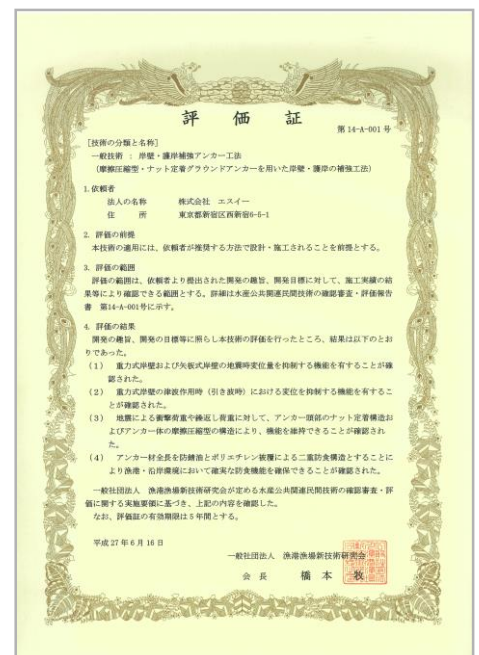 評価証
第 14-A-001 号
［技術の分類と名称］
一般技術 ： 岸壁・護岸補強アンカー工法
（摩擦圧縮型・ナット定着グラウンドアンカーを用いた岸壁・護岸の補強工法）
1. 依頼者
法人の名称 株式会社 エスイー
住 所 東京都新宿区西新宿6-5-1
2. 評価の前提
本技術の適用には、依頼者が推奨する方法で設計・施工されることを前提とする。
3. 評価の範囲
評価の範囲は、依頼者より提出された開発の趣旨、開発目標に対して、施工実績の結
果等により確認できる範囲とする。詳細は水産公共関連民間技術の確認審査・評価報告
書 第14-A-001号に示す。
4. 評価の結果
開発の趣旨、開発の目標等に照らし本技術の評価を行ったところ、結果は以下のとお
りであった。
（１） 重力式岸壁および矢板式岸壁の地震時変位量を抑制する機能を有することが確
認された。
（２） 重力式岸壁の津波作用時（引き波時）における変位を抑制する機能を有するこ
とが確認された。
（３） 地震による衝撃荷重や繰返し荷重に対して、アンカー頭部のナット定着構造お
よびアンカー体の摩擦圧縮型の構造により、機能を維持できることが確認され
た。
（４） アンカー材全長を防錆油とポリエチレン被覆による二重防食構造とすることに
より漁港・沿岸環境において確実な防食機能を確保できることが確認された。
一般社団法人 漁港漁場新技術研究会が定める水産公共関連民間技術の確認審査・評
価に関する実施要領に基づき、上記の内容を確認した。
なお、評価証の有効期限は５年間とする。
平成 27 年 6 月 16 日
一般社団法人 漁港漁場新技術研究会
会 長 橋 本 牧